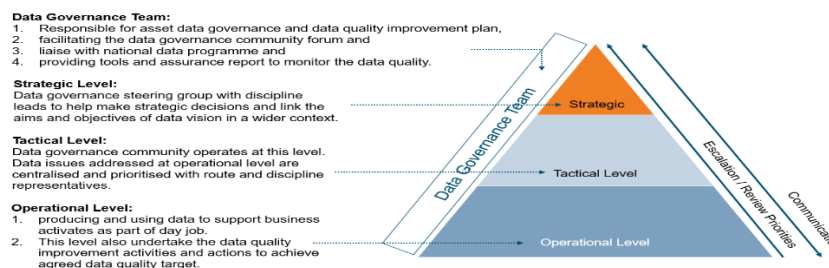 Data Governance Team:
1. Responsible for asset data governance and data quality improvement plan,
2. facilitating the data governance community forum and
3. liaise with national data programme and
4. providing tools and assurance report to monitor the data quality.
Strategic Level:
Data governance steering group with discipline
leads to help make strategic decisions and link the
aims and objectives of data vision in a wider context.
Tactical Level:
Data governance community operates at this level.
Data issues addressed at operational level are
centralised and prioritised with route and discipline
representatives.
Operational Level:
1. producing and using data to support business
activates as part of day job.
2. This level also undertake the data quality
improvement activities and actions to achieve
agreed data quality target.
Data Governance Team
Strategic
Tactical Level
Operational Level
Escalation / Review Priorities